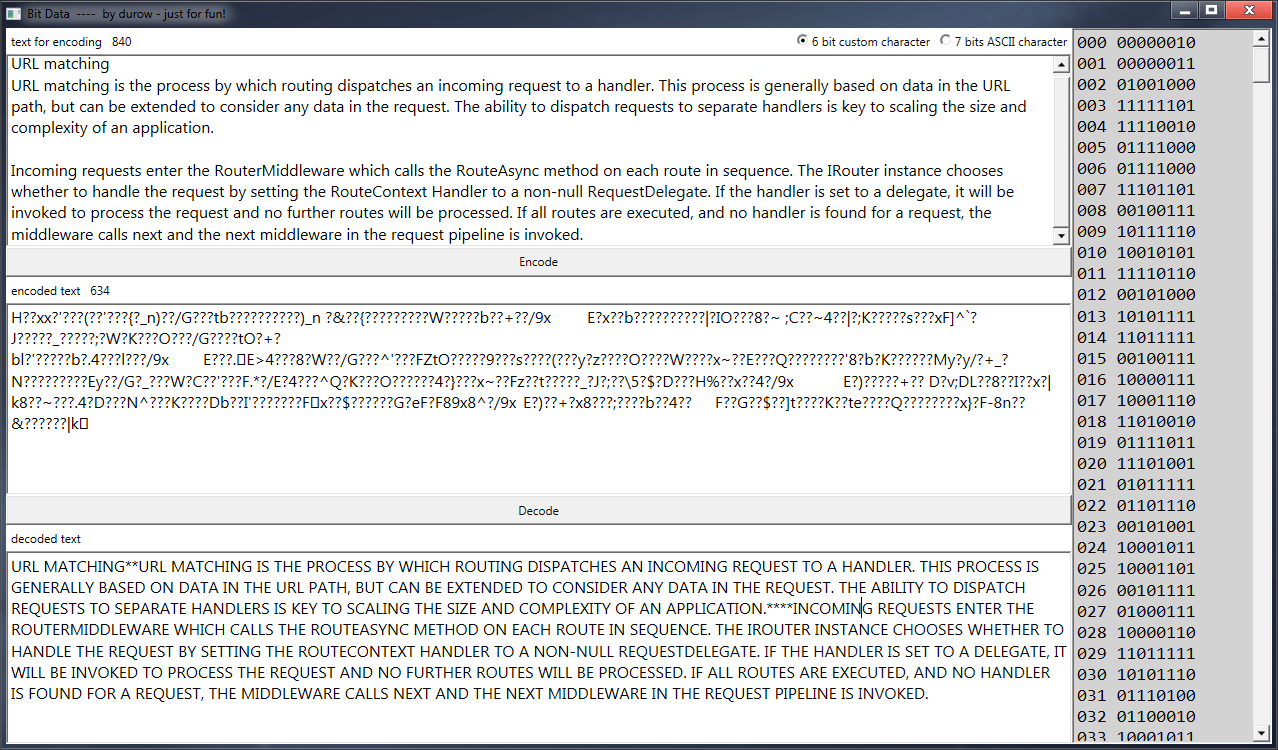 Bit Data ---- by durow - just for fun!
text for encoding 840
6 bit custom character 7 bits ASCII character
URL matching
URL matching is the process by which routing dispatches an incoming request to a handler. This process is generally based on data in the URL
path, but can be extended to consider any data in the request. The ability to dispatch requests to separate handlers is key to scaling the size and
complexity of an application.
Incoming requests enter the RouterMiddleware which calls the RouteAsync method on each route in sequence. The IRouter instance chooses
whether to handle the request by setting the RouteContext Handler to a non-null RequestDelegate. If the handler is set to a delegate, it will be
invoked to process the request and no further routes will be processed. If all routes are executed, and no handler is found for a request, the
middleware calls next and the next middleware in the request pipeline is invoked.
Encode
encoded text 634
H??xx?'???(??'???{?_n)??/G???tb??????????)_n ?&??{?????????W?????b??+??/9x E?x??b??????????|?IO???8?~ ;C??~4??|?;K?????s???xF]^`?
J?????_?????;?W?K???O???/G????tO?+?
bl?'?????b?.4???l???/9x E???.▯E>4???8?W??/G???^'???FZtO?????9???s????(???y?z????O????W????x~??E???Q????????'8?b?K??????My?y/?+_?
N?????????Ey??/G?_???W?C??'???F.*?/E?4???^Q?K???O??????4?}???x~??Fz??t?????_?J?;??\5?$?D???H%??x??4?/9x E?)?????+?? D?v;DL??8??I??x?|
k8??~???.4?D???N^???K????Db??I'???????F▯x??$??????G?eF?F89x8^?/9x E?)??+?x8???;????b??4?? F??G??$??]t????K??te????Q????????x}?F-8n??
&??????|k▯
Decode
decoded text
URL MATCHING**URL MATCHING IS THE PROCESS BY WHICH ROUTING DISPATCHES AN INCOMING REQUEST TO A HANDLER. THIS PROCESS IS
GENERALLY BASED ON DATA IN THE URL PATH, BUT CAN BE EXTENDED TO CONSIDER ANY DATA IN THE REQUEST. THE ABILITY TO DISPATCH
REQUESTS TO SEPARATE HANDLERS IS KEY TO SCALING THE SIZE AND COMPLEXITY OF AN APPLICATION.****INCOMING REQUESTS ENTER THE
ROUTERMIDDLEWARE WHICH CALLS THE ROUTEASYNC METHOD ON EACH ROUTE IN SEQUENCE. THE IROUTER INSTANCE CHOOSES WHETHER TO
HANDLE THE REQUEST BY SETTING THE ROUTECONTEXT HANDLER TO A NON-NULL REQUESTDELEGATE. IF THE HANDLER IS SET TO A DELEGATE, IT
WILL BE INVOKED TO PROCESS THE REQUEST AND NO FURTHER ROUTES WILL BE PROCESSED. IF ALL ROUTES ARE EXECUTED, AND NO HANDLER
IS FOUND FOR A REQUEST, THE MIDDLEWARE CALLS NEXT AND THE NEXT MIDDLEWARE IN THE REQUEST PIPELINE IS INVOKED.
000 00000010
001 00000011
002 01001000
003 11111101
004 11110010
005 01111000
006 01111000
007 11101101
008 00100111
009 10111110
010 10010101
011 11110110
012 00101000
013 10101111
014 11011111
015 00100111
016 10000111
017 10001110
018 11010010
019 01111011
020 11101001
021 01011111
022 01101110
023 00101001
024 10001011
025 10001101
026 00101111
027 01000111
028 10000110
029 11011111
030 10101110
031 01110100
032 01100010
033 10001011